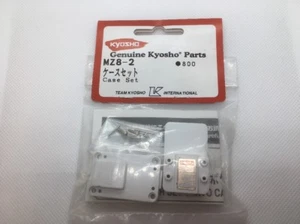 KYOSHO
Genuine Kyosho® Parts
MZ8-2 ●800
ケースセット
Case Set
TEAM KYOSHO K INTERNATIONAL